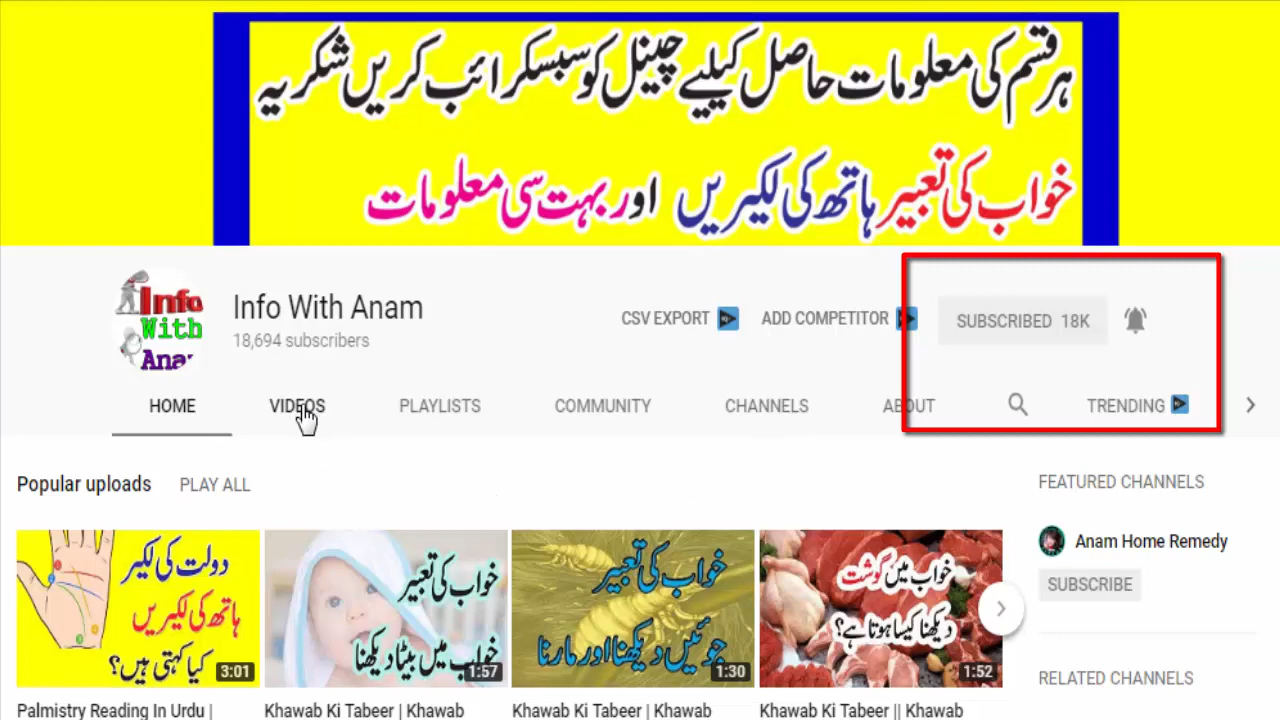 ہر قسم کی معلومات حاصل کیلیے چینل کو سبسکرائب کریں شکریہ
خواب کی تعبیر ہاتھ کی لکیریں اور بہت سی معلومات
Info
With
Anam
Info With Anam
18,694 subscribers
CSV EXPORT
ADD COMPETITOR
SUBSCRIBED 18K
HOME
VIDEOS
PLAYLISTS
COMMUNITY
CHANNELS
ABOUT
TRENDING
Popular uploads
PLAY ALL
FEATURED CHANNELS
Anam Home Remedy
SUBSCRIBE
RELATED CHANNELS
دولت کی لکیر
ہاتھ کی لکیریں
کیا کہتی ہیں؟
3:01
Palmistry Reading In Urdu |
خواب کی تعبیر
خواب میں بیٹا دیکھنا
1:57
Khawab Ki Tabeer | Khawab
خواب کی تعبیر
جوئیں دیکھنا اور مارنا
1:30
Khawab Ki Tabeer | Khawab
خواب میں گوشت
دیکھنا کیسا ہوتا ہے؟
1:52
Khawab Ki Tabeer || Khawab